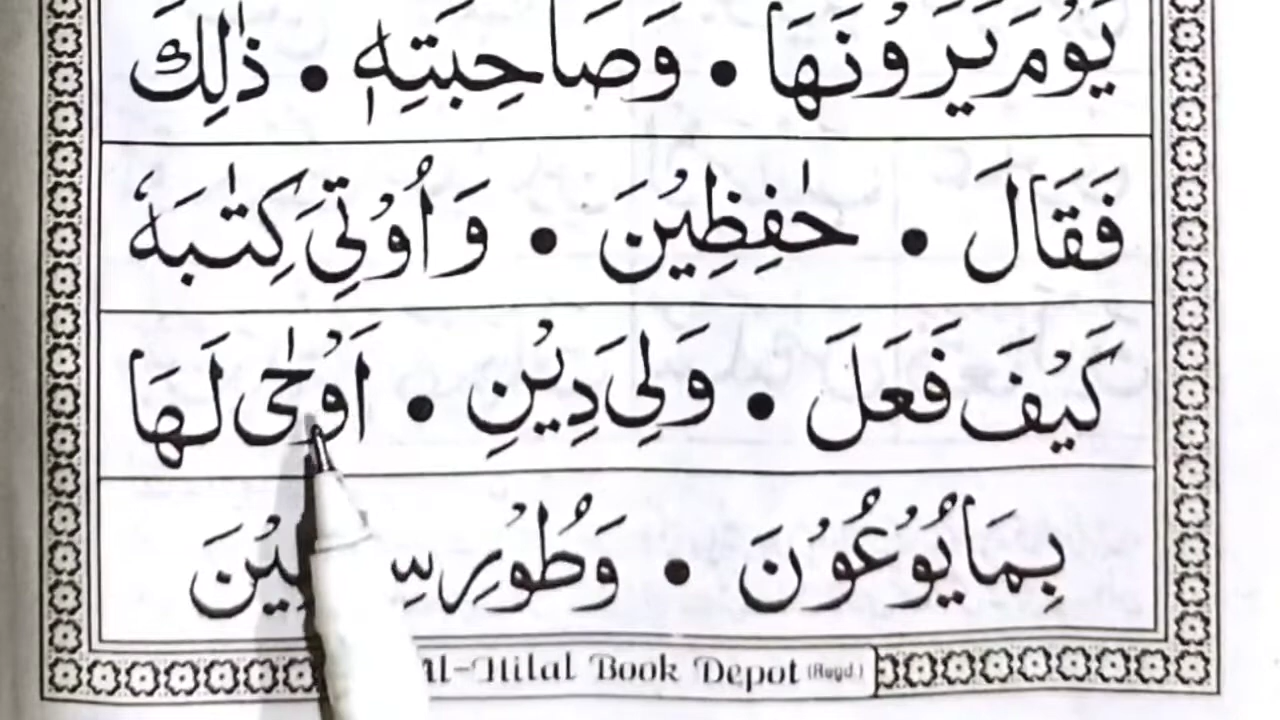 يَوْمَ يَرَوْنَهَا • وَصَاحِبَتِهٖ • ذٰلِكَ
فَقَالَ • حٰفِظِيْنَ • وَاُوْتِيَ كِتٰبَهٗ
كَيْفَ فَعَلَ • وَلِيَ دِيْنِ • اَوْحٰى لَهَا
بِمَا يُوْعُوْنَ • وَطُوْرِ سِيْنِيْنَ
Al-Hilal Book Depot (Regd.)